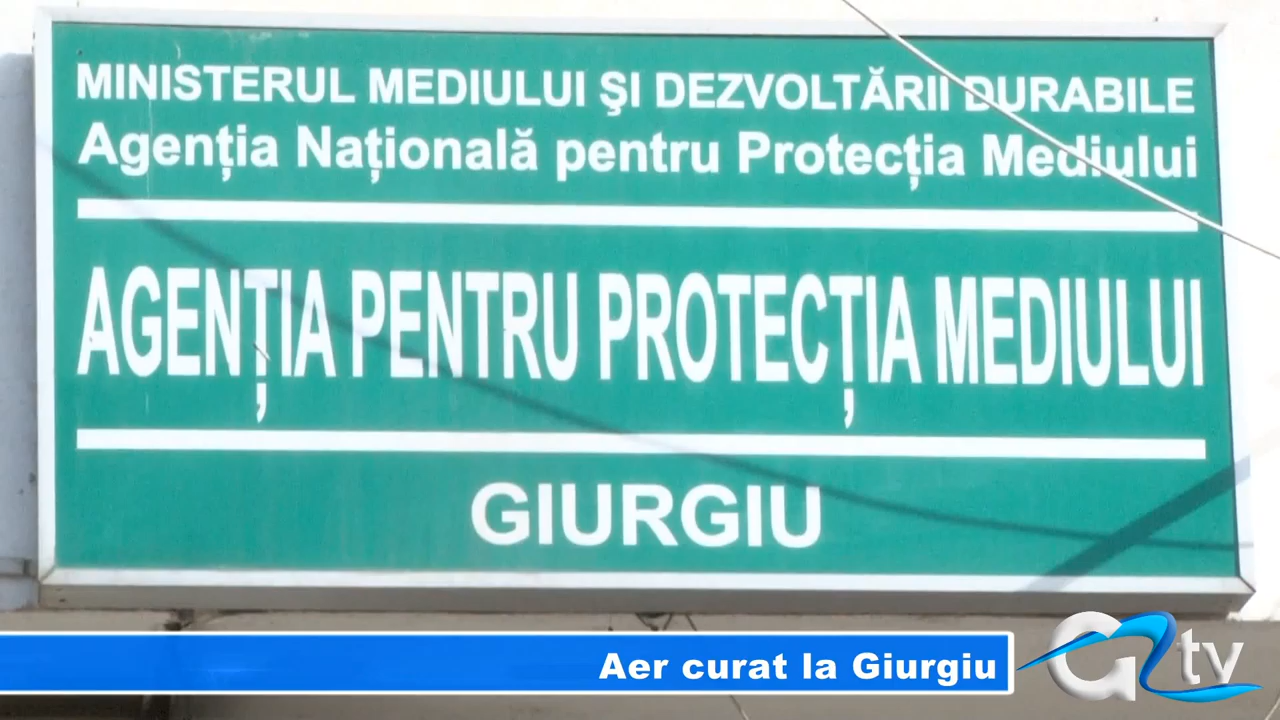 MINISTERUL MEDIULUI ŞI DEZVOLTĂRII DURABILE
Agenția Națională pentru Protecția Mediului
AGENȚIA PENTRU PROTECȚIA MEDIULUI
GIURGIU
Aer curat la Giurgiu
G2 tv